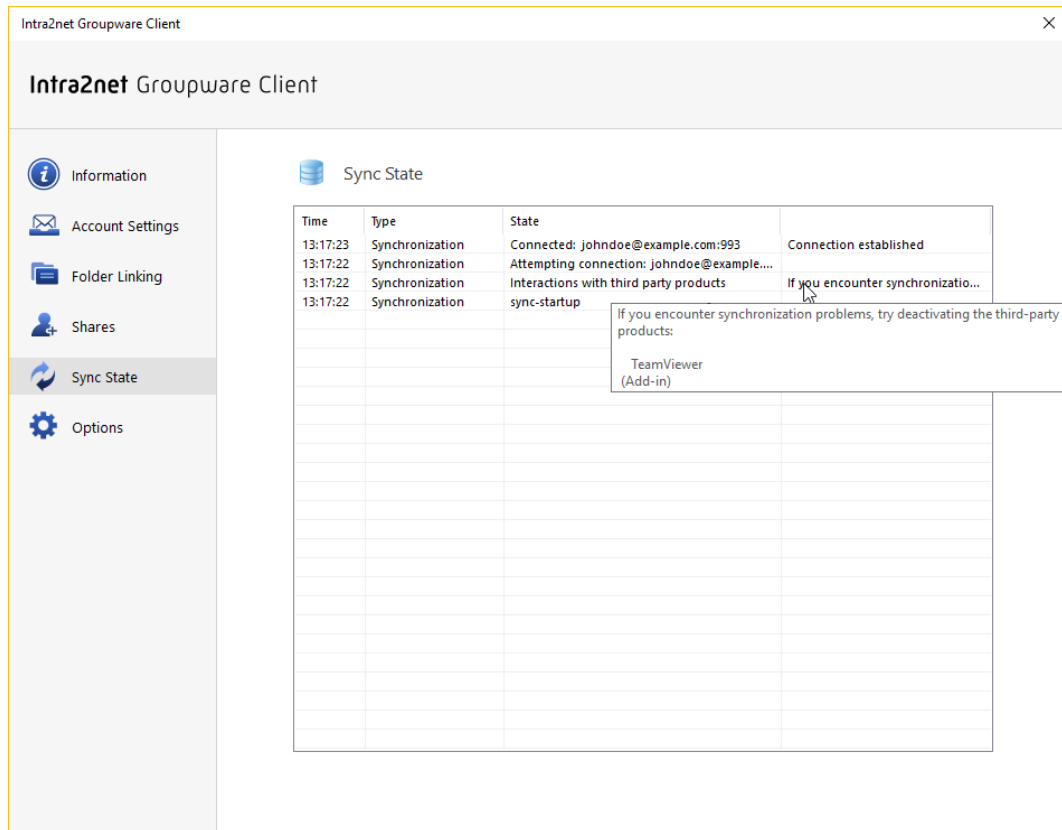 Intra2net Groupware Client
Intra2net Groupware Client
Information
Account Settings
Folder Linking
Shares
Sync State
Options
Sync State
Time Type State
13:17:23 Synchronization Connected: johndoe@example.com:993 Connection established
13:17:22 Synchronization Attempting connection: johndoe@example....
13:17:22 Synchronization Interactions with third party products If you encounter synchronizatio...
13:17:22 Synchronization sync-startup
If you encounter synchronization problems, try deactivating the third-party
products:
TeamViewer
(Add-in)